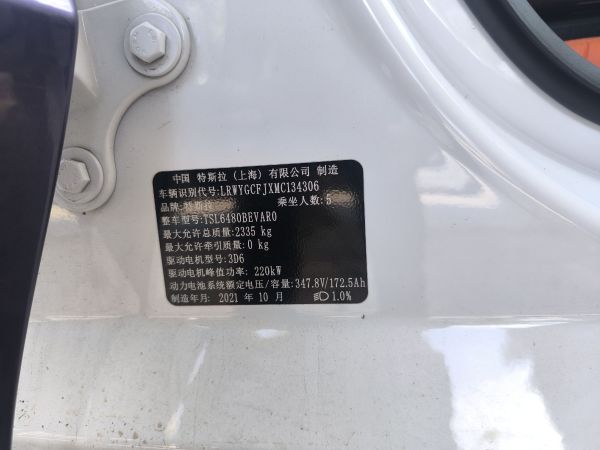 中国 特斯拉 (上海) 有限公司 制造
车辆识别代号:LRWYGCFJXMC134306
品牌:特斯拉 乘坐人数:5
整车型号:TSL6480BEVAR0
最大允许总质量:2335 kg
最大允许牵引质量:0 kg
驱动电机型号:3D6
驱动电机峰值功率: 220kW
动力电池系统额定电压/容量:347.8V/172.5Ah
制造年月: 2021 年 10 月 1.0%